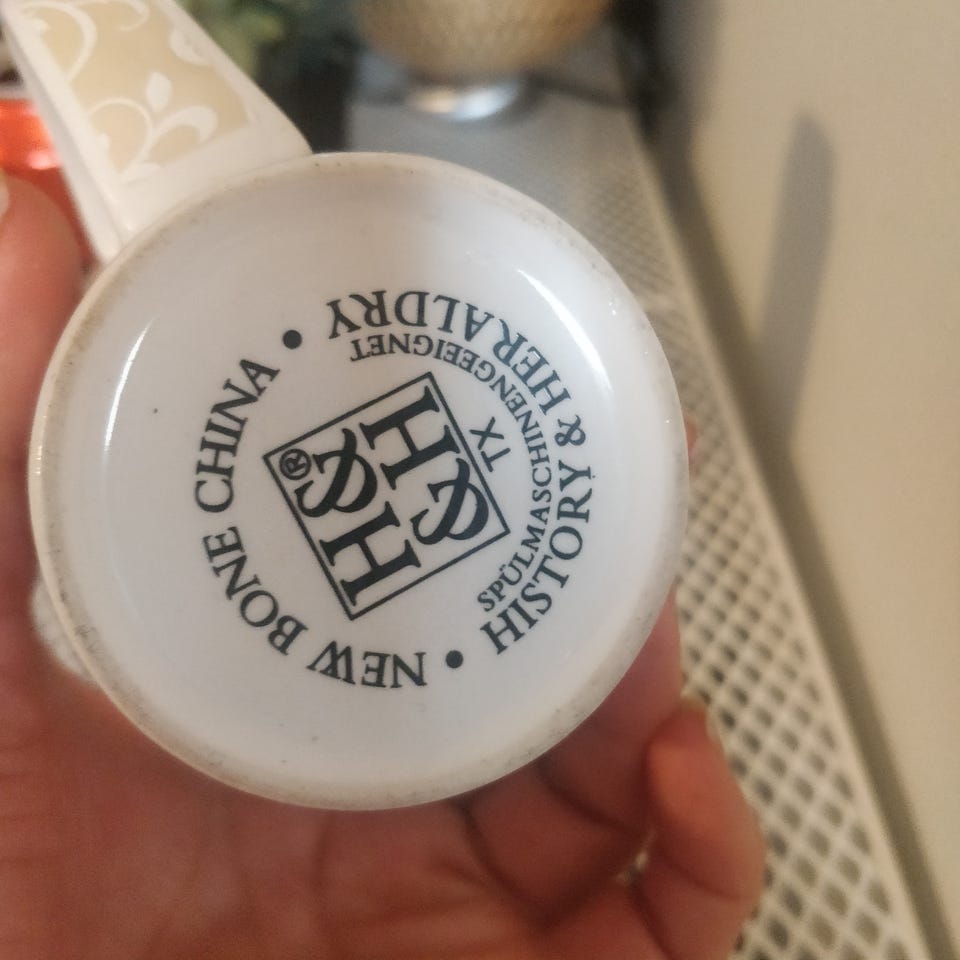 NEW BONE CHINA • HISTORY & HERALDRY •
SPÜLMASCHINENGEEIGNET
TX
H&S
H&S®